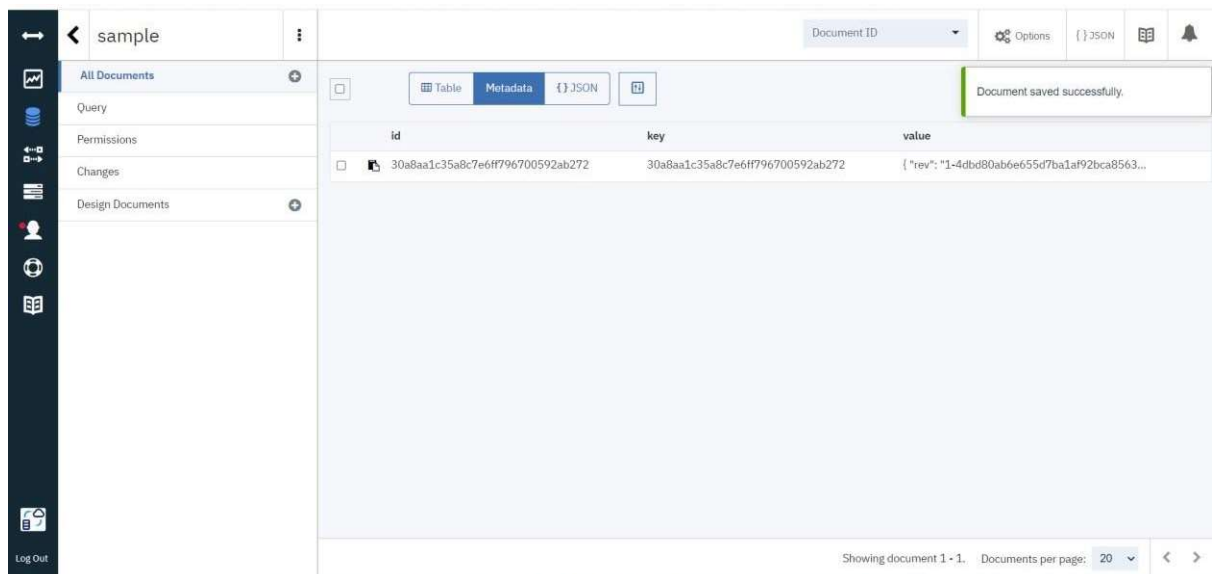 sample
Document ID
Options
{ } JSON
All Documents
Query
Permissions
Changes
Design Documents
Table
Metadata
{ } JSON
Document saved successfully.
id key value
30a8aa1c35a8c7e6ff796700592ab272 30a8aa1c35a8c7e6ff796700592ab272 { "rev": "1-4dbd80ab6e655d7ba1af92bca8563...
Log Out
Showing document 1 - 1. Documents per page: 20